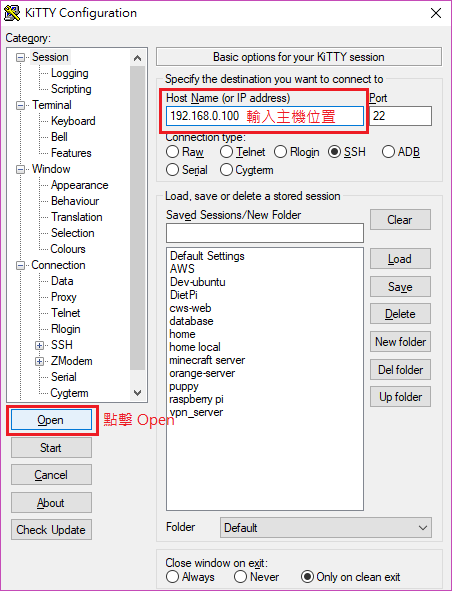 KiTTY Configuration
Category:
Session
Logging
Scripting
Terminal
Keyboard
Bell
Features
Window
Appearance
Behaviour
Translation
Selection
Colours
Connection
Data
Proxy
Telnet
Rlogin
SSH
ZModem
Serial
Cygterm
Open 點擊 Open
Start
Cancel
About
Check Update
Basic options for your KiTTY session
Specify the destination you want to connect to
Host Name (or IP address) Port
192.168.0.100 輸入主機位置 22
Connection type:
Raw Telnet Rlogin SSH ADB
Serial Cygterm
Load, save or delete a stored session
Saved Sessions/New Folder
Default Settings
AWS
Dev-ubuntu
DietPi
cws-web
database
home
home local
minecraft server
orange-server
puppy
raspberry pi
vpn_server
Clear
Load
Save
Delete
New folder
Del folder
Up folder
Folder Default
Close window on exit:
Always Never Only on clean exit